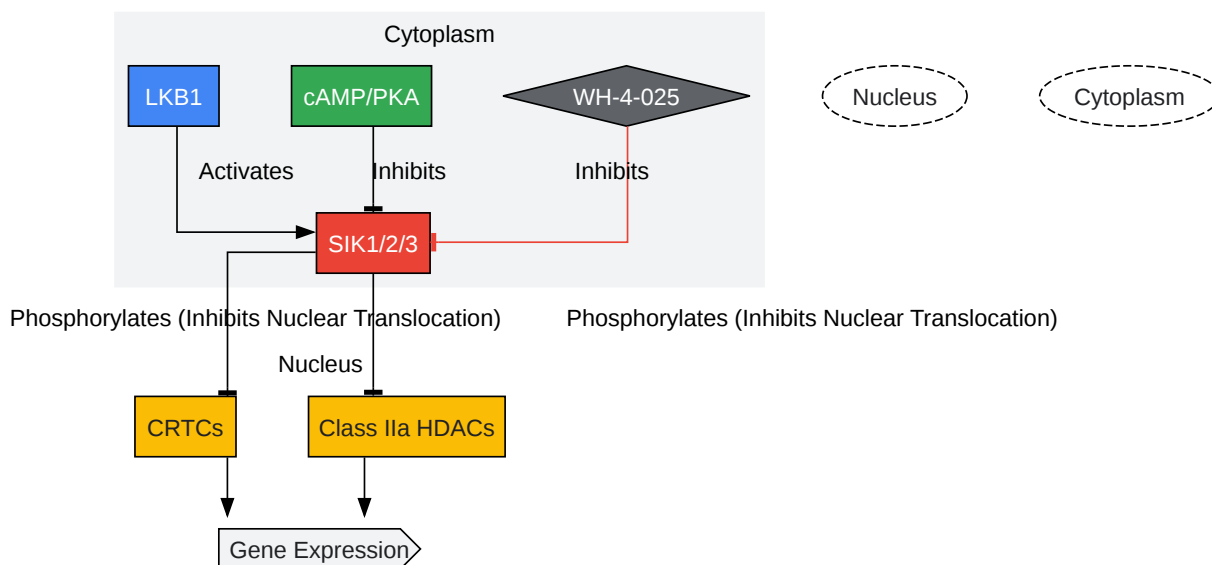 Cytoplasm
LKB1
cAMP/PKA
WH-4-025
Nucleus
Cytoplasm
Activates
Inhibits
Inhibits
SIK1/2/3
Phosphorylates (Inhibits Nuclear Translocation)
Phosphorylates (Inhibits Nuclear Translocation)
Nucleus
CRTCs
Class IIa HDACs
Gene Expression